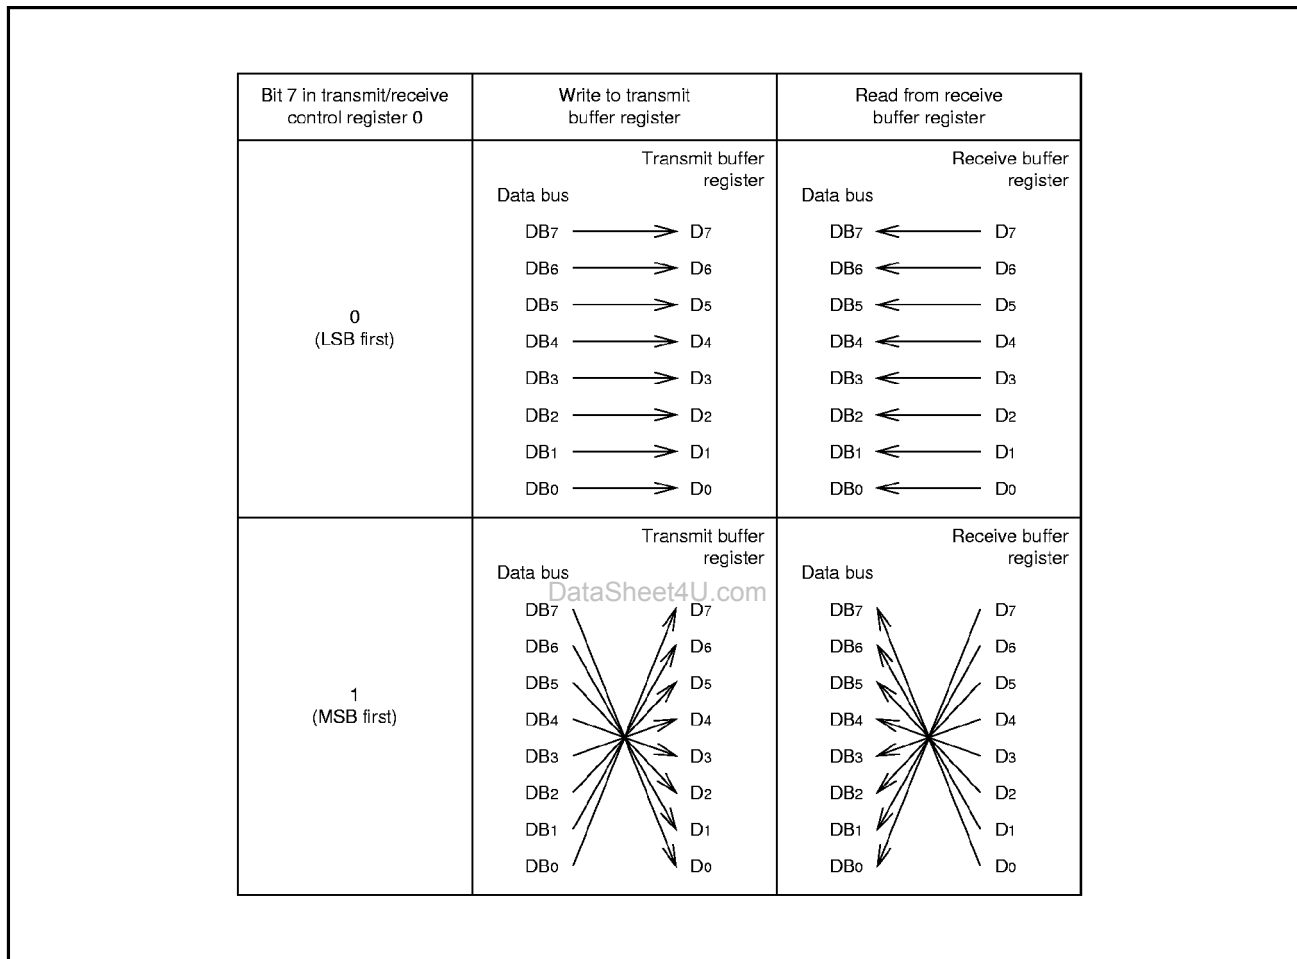 Bit 7 in transmit/receive
control register 0
Write to transmit
buffer register
Read from receive
buffer register
0
(LSB first)
Transmit buffer
register
Data bus
DB7 D7
DB6 D6
DB5 D5
DB4 D4
DB3 D3
DB2 D2
DB1 D1
DB0 D0
Receive buffer
register
Data bus
DB7 D7
DB6 D6
DB5 D5
DB4 D4
DB3 D3
DB2 D2
DB1 D1
DB0 D0
1
(MSB first)
Transmit buffer
register
Data bus
DataSheet4U.com
DB7 D7
DB6 D6
DB5 D5
DB4 D4
DB3 D3
DB2 D2
DB1 D1
DB0 D0
Receive buffer
register
Data bus
DB7 D7
DB6 D6
DB5 D5
DB4 D4
DB3 D3
DB2 D2
DB1 D1
DB0 D0